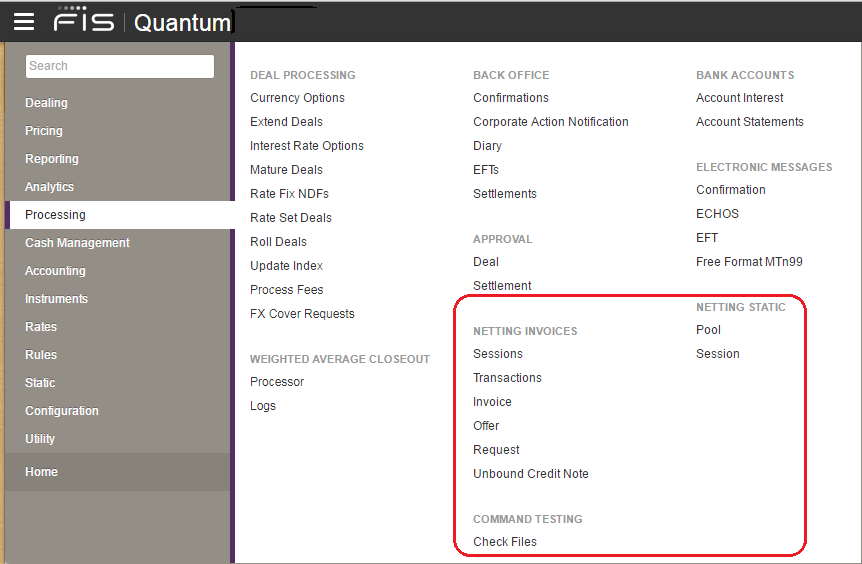 FIS Quantum
Search
Dealing
Pricing
Reporting
Analytics
Processing
Cash Management
Accounting
Instruments
Rates
Rules
Static
Configuration
Utility
Home
DEAL PROCESSING
Currency Options
Extend Deals
Interest Rate Options
Mature Deals
Rate Fix NDFs
Rate Set Deals
Roll Deals
Update Index
Process Fees
FX Cover Requests
WEIGHTED AVERAGE CLOSEOUT
Processor
Logs
BACK OFFICE
Confirmations
Corporate Action Notification
Diary
EFTs
Settlements
APPROVAL
Deal
Settlement
NETTING INVOICES
Sessions
Transactions
Invoice
Offer
Request
Unbound Credit Note
COMMAND TESTING
Check Files
BANK ACCOUNTS
Account Interest
Account Statements
ELECTRONIC MESSAGES
Confirmation
ECHOS
EFT
Free Format MTn99
NETTING STATIC
Pool
Session